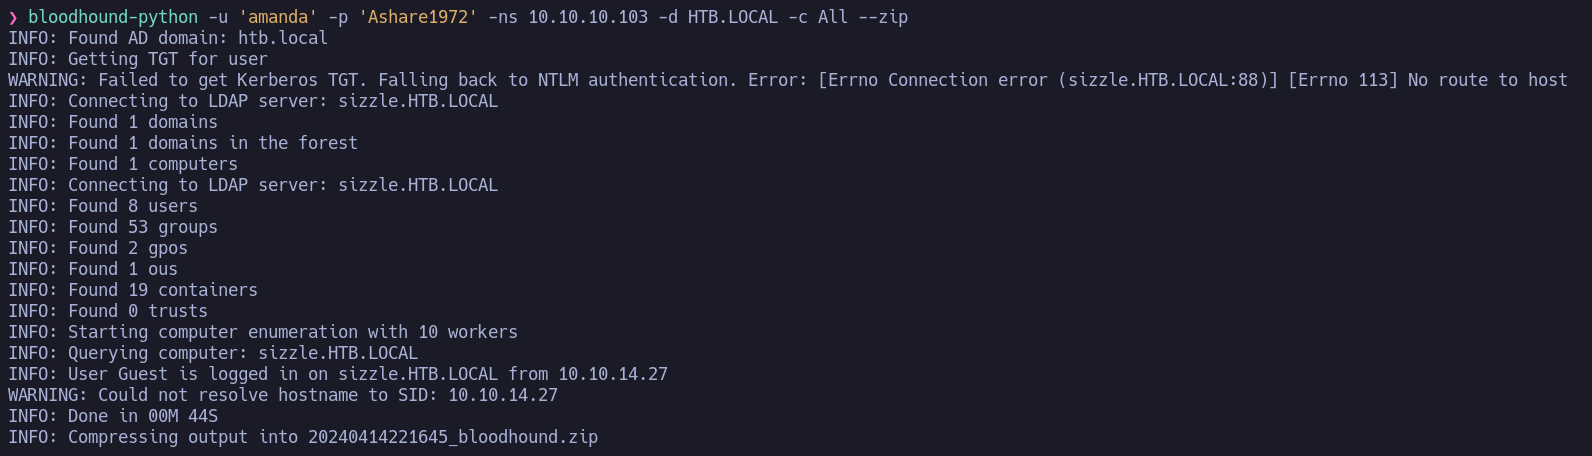 ❯ bloodhound-python -u 'amanda' -p 'Ashare1972' -ns 10.10.10.103 -d HTB.LOCAL -c All --zip
INFO: Found AD domain: htb.local
INFO: Getting TGT for user
WARNING: Failed to get Kerberos TGT. Falling back to NTLM authentication. Error: [Errno Connection error (sizzle.HTB.LOCAL:88)] [Errno 113] No route to host
INFO: Connecting to LDAP server: sizzle.HTB.LOCAL
INFO: Found 1 domains
INFO: Found 1 domains in the forest
INFO: Found 1 computers
INFO: Connecting to LDAP server: sizzle.HTB.LOCAL
INFO: Found 8 users
INFO: Found 53 groups
INFO: Found 2 gpos
INFO: Found 1 ous
INFO: Found 19 containers
INFO: Found 0 trusts
INFO: Starting computer enumeration with 10 workers
INFO: Querying computer: sizzle.HTB.LOCAL
INFO: User Guest is logged in on sizzle.HTB.LOCAL from 10.10.14.27
WARNING: Could not resolve hostname to SID: 10.10.14.27
INFO: Done in 00M 44S
INFO: Compressing output into 20240414221645_bloodhound.zip